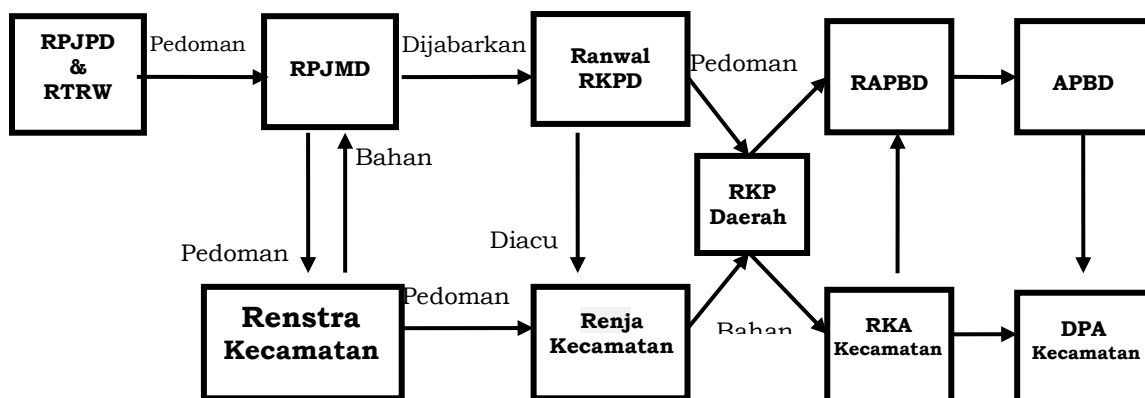 RPJPD
&
RTRW
Pedoman
RPJMD
Dijabarkan
Ranwal
RKPD
Pedoman
RAPBD
APBD
Bahan
RKP
Daerah
Pedoman
Diacu
Renstra
Kecamatan
Pedoman
Renja
Kecamatan
Bahan
RKA
Kecamatan
DPA
Kecamatan